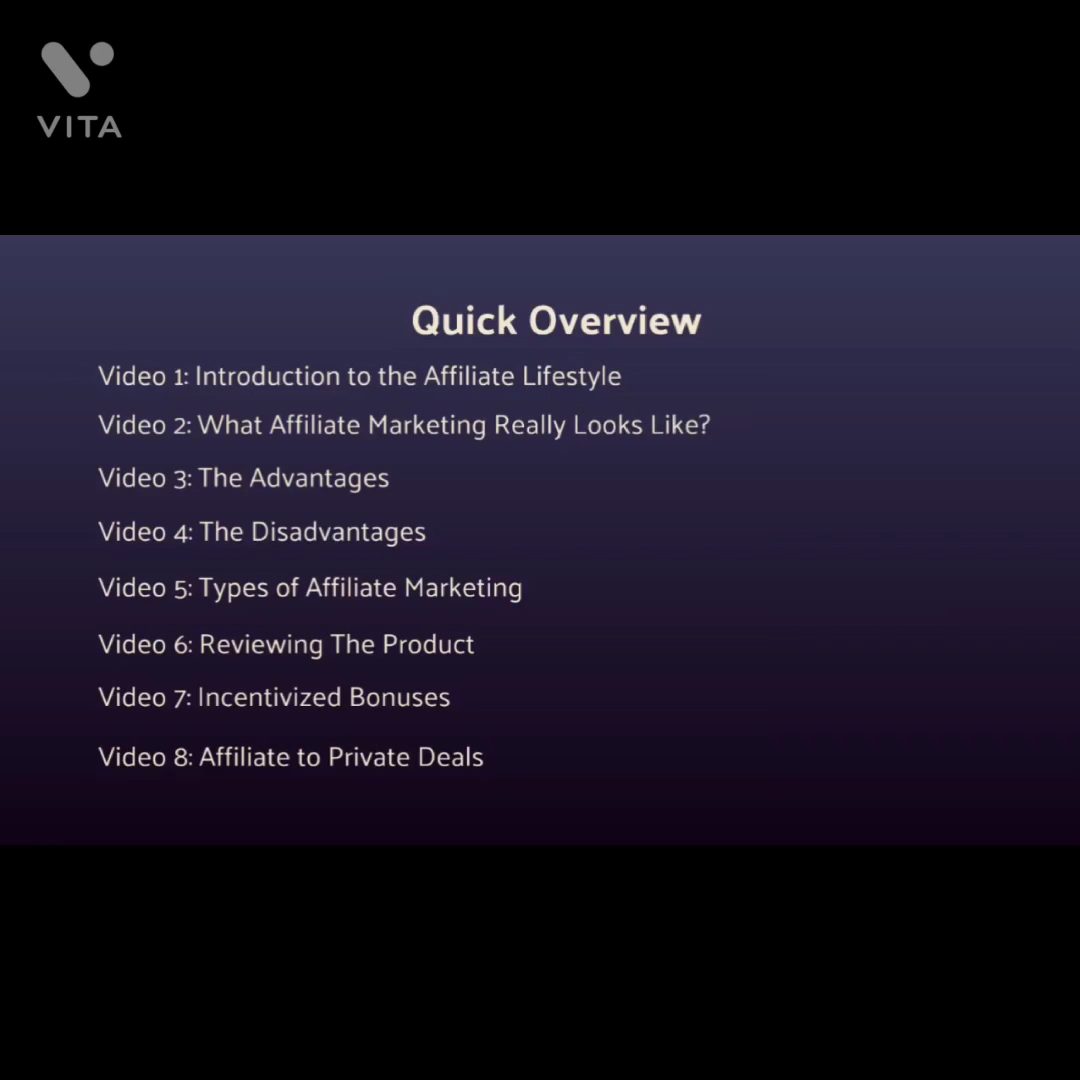 VITA
Quick Overview
Video 1: Introduction to the Affiliate Lifestyle
Video 2: What Affiliate Marketing Really Looks Like?
Video 3: The Advantages
Video 4: The Disadvantages
Video 5: Types of Affiliate Marketing
Video 6: Reviewing The Product
Video 7: Incentivized Bonuses
Video 8: Affiliate to Private Deals